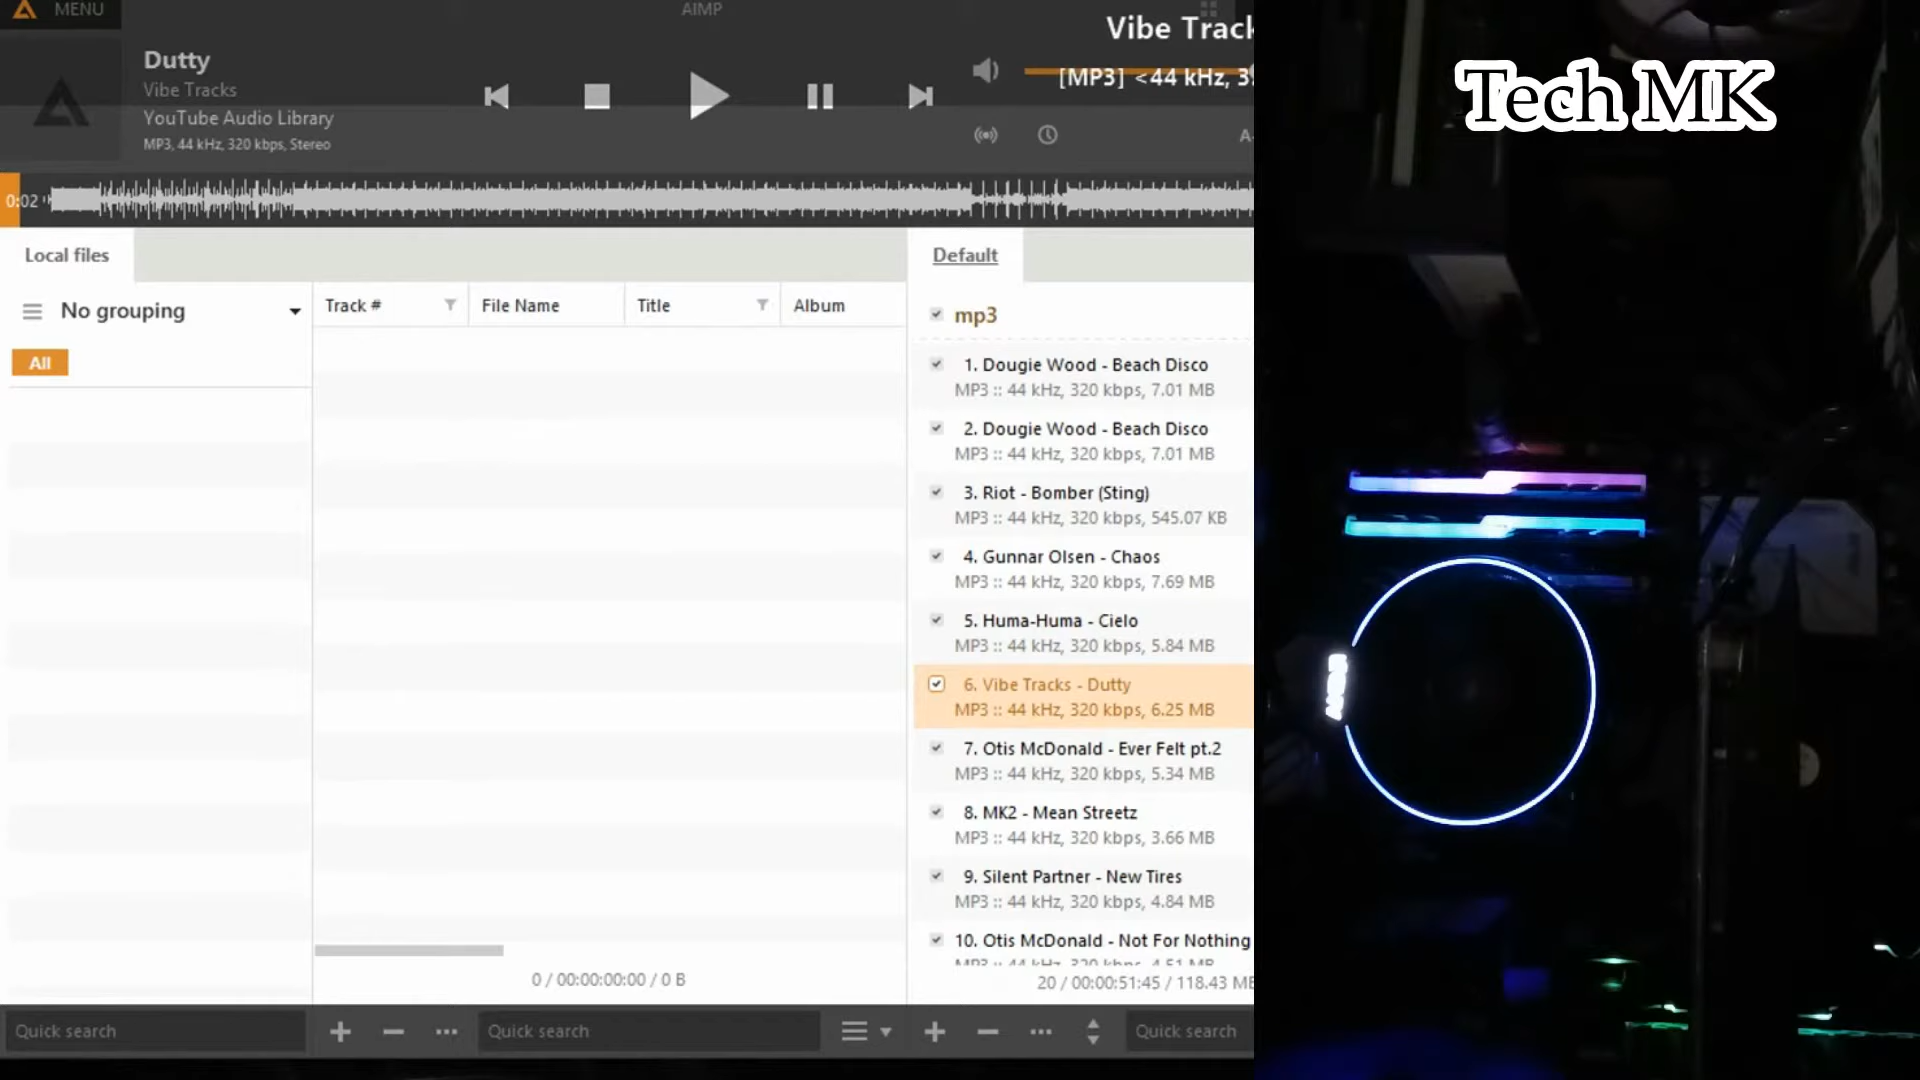 MENU
AIMP
Dutty
Vibe Tracks
YouTube Audio Library
MP3, 44 kHz, 320 kbps, Stereo
Vibe Track
[MP3] <44 kHz, 3
A-
0:02
Local files
No grouping
All
Track #
File Name
Title
Album
Default
mp3
1. Dougie Wood - Beach Disco
MP3 :: 44 kHz, 320 kbps, 7.01 MB
2. Dougie Wood - Beach Disco
MP3 :: 44 kHz, 320 kbps, 7.01 MB
3. Riot - Bomber (Sting)
MP3 :: 44 kHz, 320 kbps, 545.07 KB
4. Gunnar Olsen - Chaos
MP3 :: 44 kHz, 320 kbps, 7.69 MB
5. Huma-Huma - Cielo
MP3 :: 44 kHz, 320 kbps, 5.84 MB
6. Vibe Tracks - Dutty
MP3 :: 44 kHz, 320 kbps, 6.25 MB
7. Otis McDonald - Ever Felt pt.2
MP3 :: 44 kHz, 320 kbps, 5.34 MB
8. MK2 - Mean Streetz
MP3 :: 44 kHz, 320 kbps, 3.66 MB
9. Silent Partner - New Tires
MP3 :: 44 kHz, 320 kbps, 4.84 MB
10. Otis McDonald - Not For Nothing
MP3 :: 44 kHz, 320 kbps, 4.51 MB
0 / 00:00:00:00 / 0 B
20 / 00:00:51:45 / 118.43 MB
Quick search
Quick search
Quick search
Tech MK